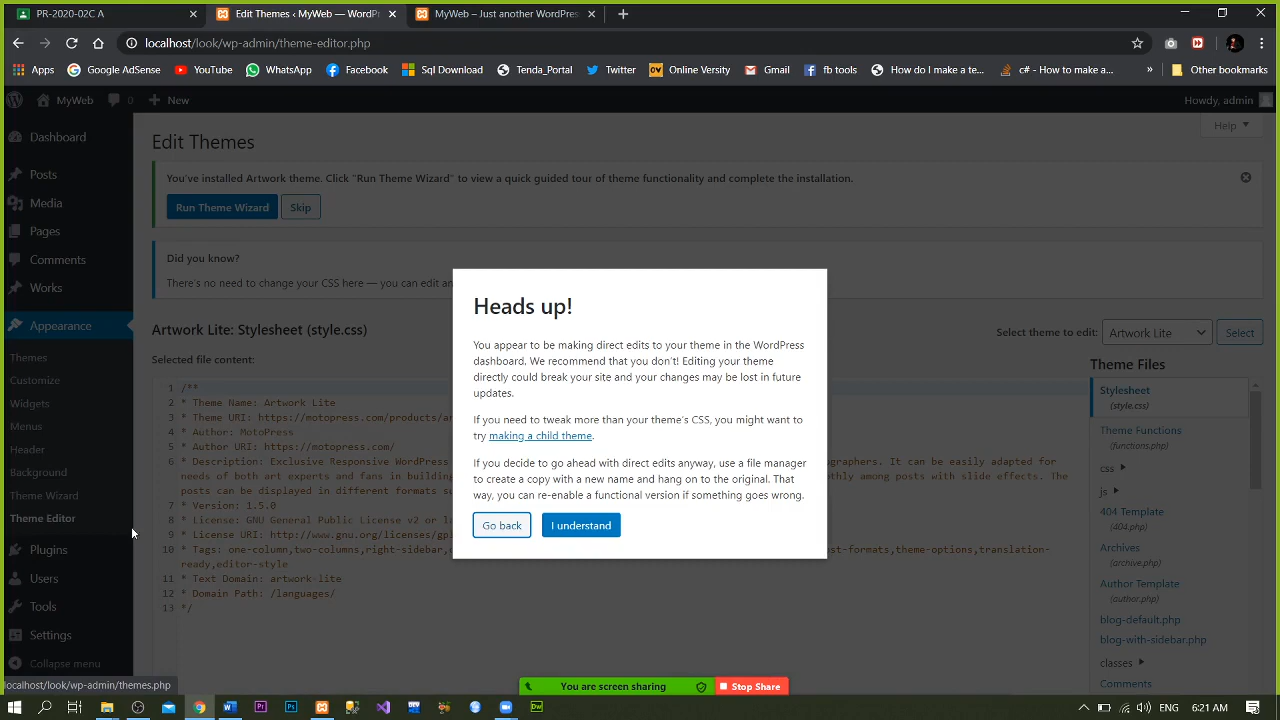 PR-2020-02C A
Edit Themes ‹ MyWeb — WordPr
MyWeb – Just another WordPres
localhost/look/wp-admin/theme-editor.php
Apps
Google AdSense
YouTube
WhatsApp
Facebook
Sql Download
Tenda_Portal
Twitter
Online Versity
Gmail
fb tools
How do I make a te...
c# - How to make a...
»
Other bookmarks
MyWeb
0
New
Howdy, admin
Dashboard
Posts
Media
Pages
Comments
Works
Appearance
Themes
Customize
Widgets
Menus
Header
Background
Theme Wizard
Theme Editor
Plugins
Users
Tools
Settings
Collapse menu
Help
Edit Themes
You've installed Artwork theme. Click "Run Theme Wizard" to view a quick guided tour of theme functionality and complete the installation.
Run Theme Wizard
Skip
Did you know?
There's no need to change your CSS here — you can edit an
Artwork Lite: Stylesheet (style.css)
Select theme to edit:
Artwork Lite
Select
Selected file content:
1 /**
2 * Theme Name: Artwork Lite
3 * Theme URI: https://motopress.com/products/ar
4 * Author: MotoPress
5 * Author URI: https://motopress.com/
6 * Description: Exclusive Responsive WordPress ographers. It can be easily adapted for
needs of both art experts and fans in building othly among posts with slide effects. The
posts can be displayed in different formats su
7 * Version: 1.5.0
8 * License: GNU General Public License v2 or la
9 * License URI: http://www.gnu.org/licenses/gpl
10 * Tags: one-column,two-columns,right-sidebar, ost-formats,theme-options,translation-
ready,editor-style
11 * Text Domain: artwork-lite
12 * Domain Path: /languages/
13 */
Heads up!
You appear to be making direct edits to your theme in the WordPress
dashboard. We recommend that you don't! Editing your theme
directly could break your site and your changes may be lost in future
updates.
If you need to tweak more than your theme's CSS, you might want to
try making a child theme.
If you decide to go ahead with direct edits anyway, use a file manager
to create a copy with a new name and hang on to the original. That
way, you can re-enable a functional version if something goes wrong.
Go back
I understand
Theme Files
Stylesheet
(style.css)
Theme Functions
(functions.php)
css
js
404 Template
(404.php)
Archives
(archive.php)
Author Template
(author.php)
blog-default.php
blog-with-sidebar.php
classes
Comments
localhost/look/wp-admin/themes.php
You are screen sharing
Stop Share
ENG
6:21 AM